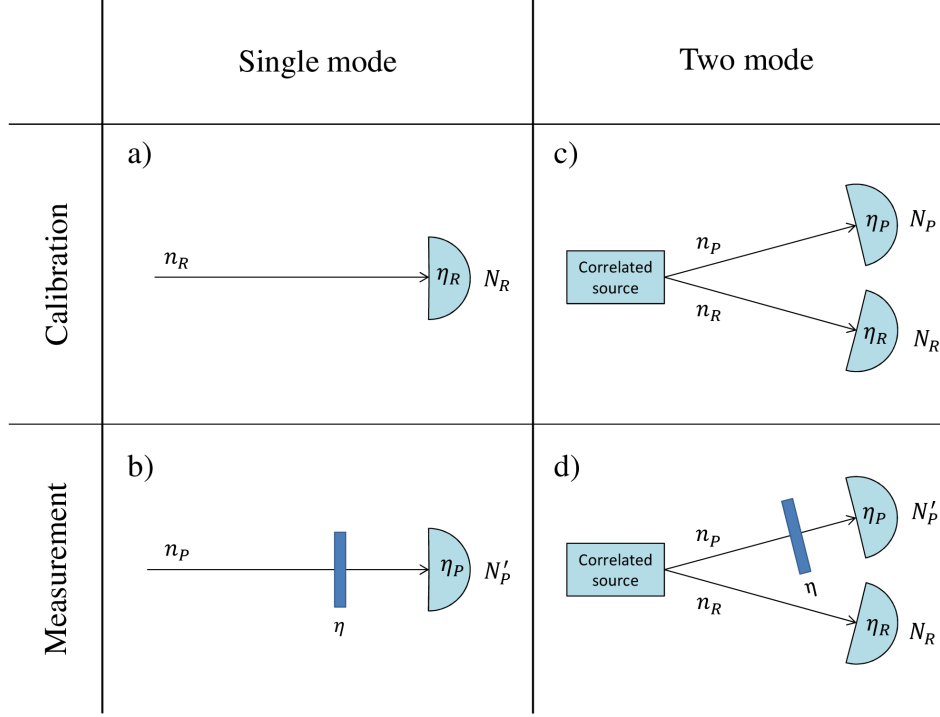 Single mode
Two mode
Calibration
a)
n_R
η_R
N_R
c)
Correlated
source
n_P
n_R
η_P
N_P
η_R
N_R
Measurement
b)
n_P
η
η_P
N'_P
d)
Correlated
source
n_P
n_R
η
η_P
N'_P
η_R
N_R